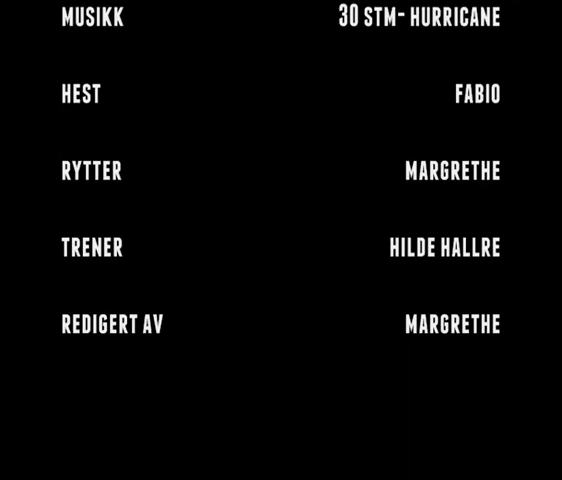 MUSIKK 30 STM- HURRICANE
HEST FABIO
RYTTER MARGRETHE
TRENER HILDE HALLRE
REDIGERT AV MARGRETHE